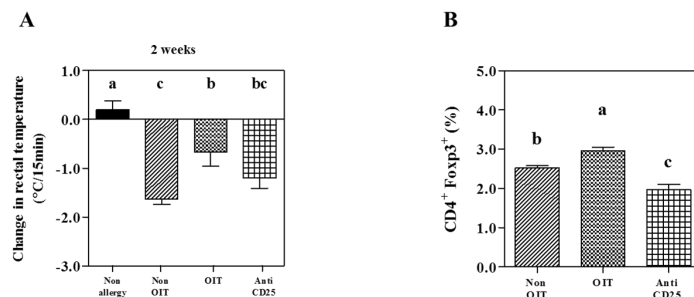 A
2 weeks
Change in rectal temperature
(°C/15min)
1.0
0.0
-1.0
-2.0
-3.0
a
c
b
bc
Non
allergy
Non
OIT
OIT
Anti
CD25
B
CD4+ Foxp3+ (%)
5.0
4.0
3.0
2.0
1.0
0.0
b
a
c
Non
OIT
OIT
Anti
CD25